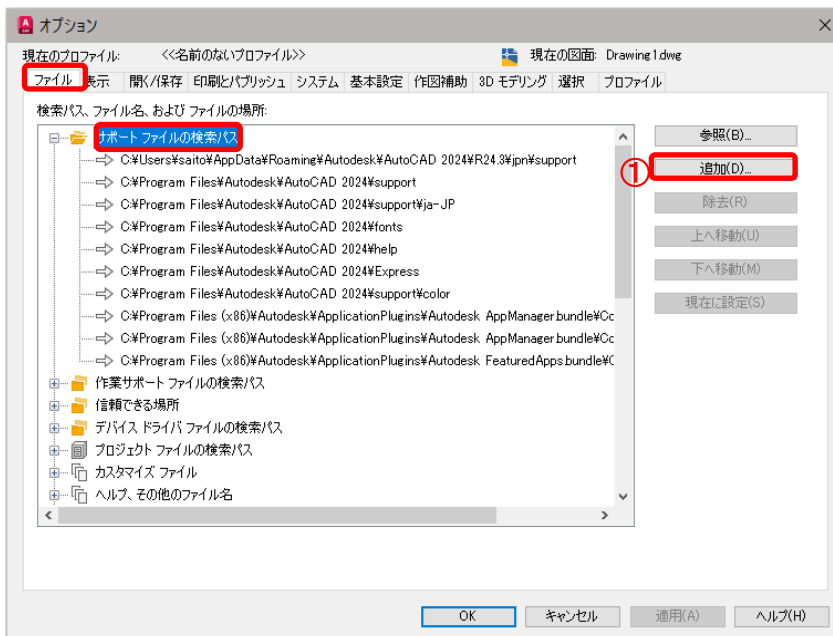 オプション
現在のプロファイル: <<名前のないプロファイル>> 現在の図面: Drawing1.dwg
ファイル 表示 開く/保存 印刷とパブリッシュ システム 基本設定 作図補助 3D モデリング 選択 プロファイル
検索パス、ファイル名、および ファイルの場所:
サポート ファイルの検索パス
C:¥Users¥saito¥AppData¥Roaming¥Autodesk¥AutoCAD 2024¥R24.3¥jpn¥support
C:¥Program Files¥Autodesk¥AutoCAD 2024¥support
C:¥Program Files¥Autodesk¥AutoCAD 2024¥support¥ja-JP
C:¥Program Files¥Autodesk¥AutoCAD 2024¥fonts
C:¥Program Files¥Autodesk¥AutoCAD 2024¥help
C:¥Program Files¥Autodesk¥AutoCAD 2024¥Express
C:¥Program Files¥Autodesk¥AutoCAD 2024¥support¥color
C:¥Program Files (x86)¥Autodesk¥ApplicationPlugins¥Autodesk AppManager.bundle¥Cc
C:¥Program Files (x86)¥Autodesk¥ApplicationPlugins¥Autodesk AppManager.bundle¥Cc
C:¥Program Files (x86)¥Autodesk¥ApplicationPlugins¥Autodesk FeaturedApps.bundle¥C
作業サポート ファイルの検索パス
信頼できる場所
デバイス ドライバ ファイルの検索パス
プロジェクト ファイルの検索パス
カスタマイズ ファイル
ヘルプ、その他のファイル名
参照(B)...
① 追加(D)...
除去(R)
上へ移動(U)
下へ移動(M)
現在に設定(S)
OK キャンセル 適用(A) ヘルプ(H)